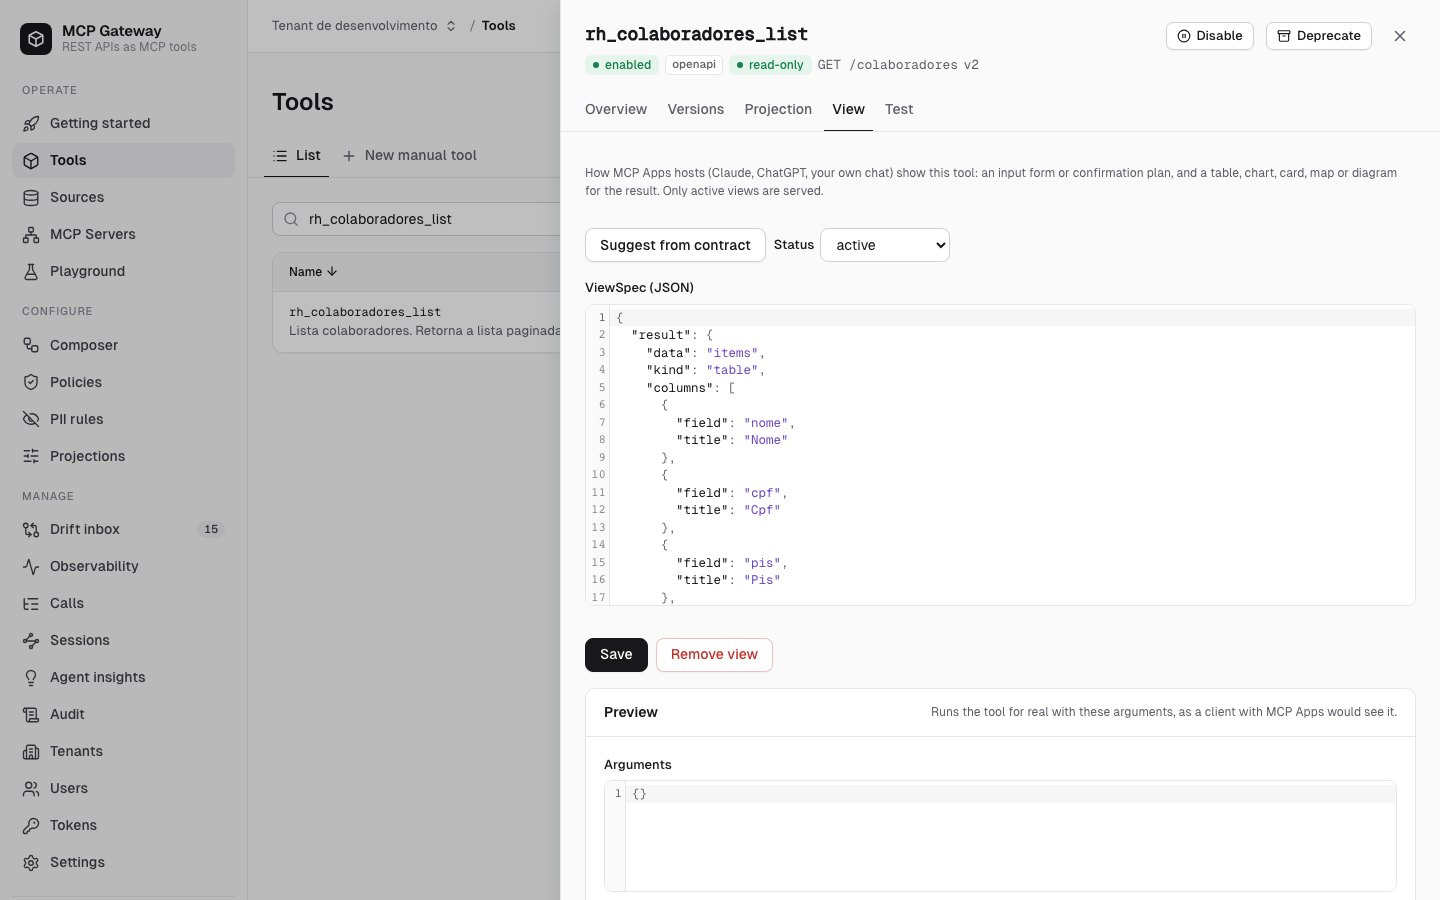 MCP Gateway
REST APIs as MCP tools
OPERATE
Getting started
Tools
Sources
MCP Servers
Playground
CONFIGURE
Composer
Policies
PII rules
Projections
MANAGE
Drift inbox 15
Observability
Calls
Sessions
Agent insights
Audit
Tenants
Users
Tokens
Settings
Tenant de desenvolvimento / Tools
Tools
List New manual tool
rh_colaboradores_list
Name
rh_colaboradores_list
Lista colaboradores. Retorna a lista paginada
rh_colaboradores_list
Disable Deprecate
enabled openapi read-only GET /colaboradores v2
Overview Versions Projection View Test
How MCP Apps hosts (Claude, ChatGPT, your own chat) show this tool: an input form or confirmation plan, and a table, chart, card, map or diagram
for the result. Only active views are served.
Suggest from contract Status active
ViewSpec (JSON)
1 {
2 "result": {
3 "data": "items",
4 "kind": "table",
5 "columns": [
6 {
7 "field": "nome",
8 "title": "Nome"
9 },
10 {
11 "field": "cpf",
12 "title": "Cpf"
13 },
14 {
15 "field": "pis",
16 "title": "Pis"
17 },
Save Remove view
Preview Runs the tool for real with these arguments, as a client with MCP Apps would see it.
Arguments
1 {}